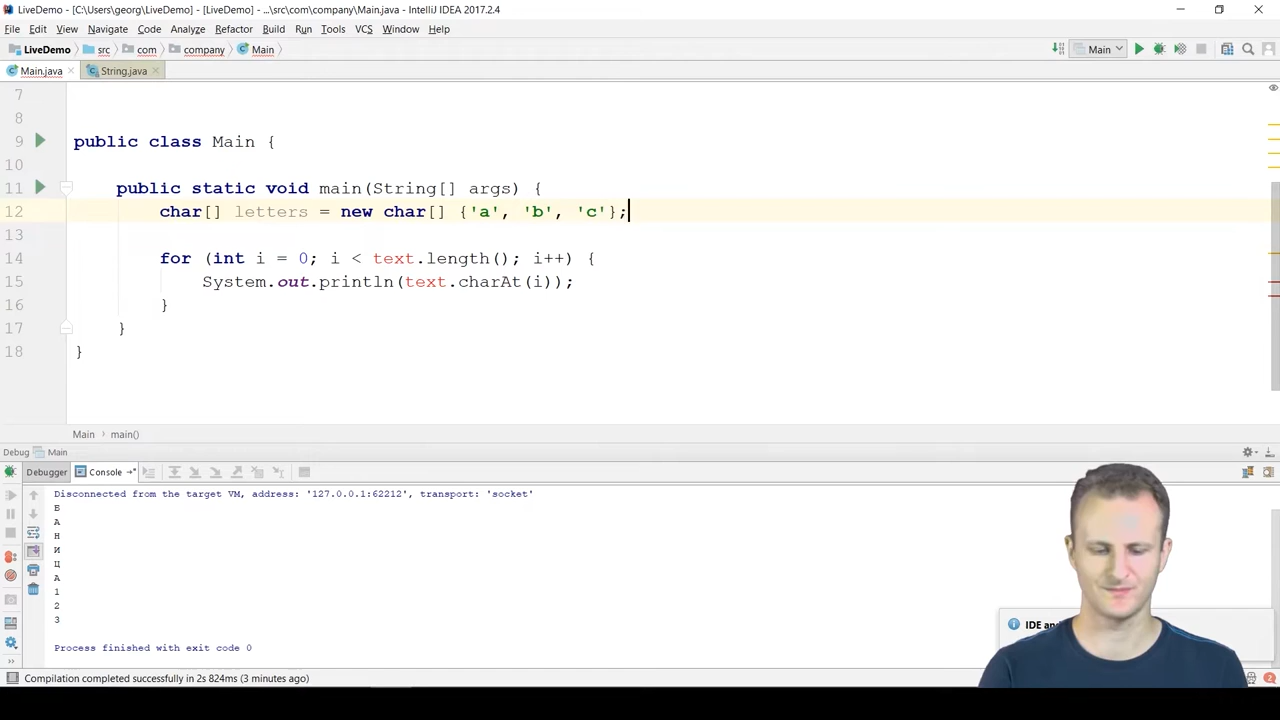 LiveDemo - [C:\Users\georg\LiveDemo] - [LiveDemo] - ...\src\com\company\Main.java - IntelliJ IDEA 2017.2.4
File Edit View Navigate Code Analyze Refactor Build Run Tools VCS Window Help
LiveDemo src com company Main Main
Main.java String.java
7
8
9 public class Main {
10
11 public static void main(String[] args) {
12 char[] letters = new char[] {'a', 'b', 'c'};
13
14 for (int i = 0; i < text.length(); i++) {
15 System.out.println(text.charAt(i));
16 }
17 }
18 }
Main main()
Debug Main
Debugger Console
Disconnected from the target VM, address: '127.0.0.1:62212', transport: 'socket'
Б
А
Н
И
Ц
А
1
2
3
IDE
Process finished with exit code 0
Compilation completed successfully in 2s 824ms (3 minutes ago)
2